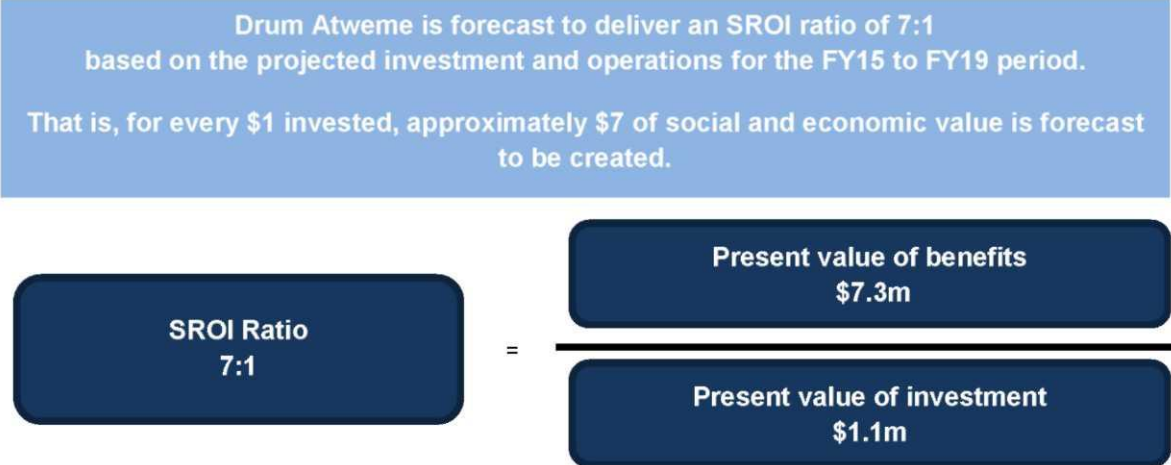 Drum Atweme is forecast to deliver an SROI ratio of 7:1
based on the projected investment and operations for the FY15 to FY19 period.
That is, for every $1 invested, approximately $7 of social and economic value is forecast
to be created.
SROI Ratio
7:1
=
Present value of benefits
$7.3m
Present value of investment
$1.1m